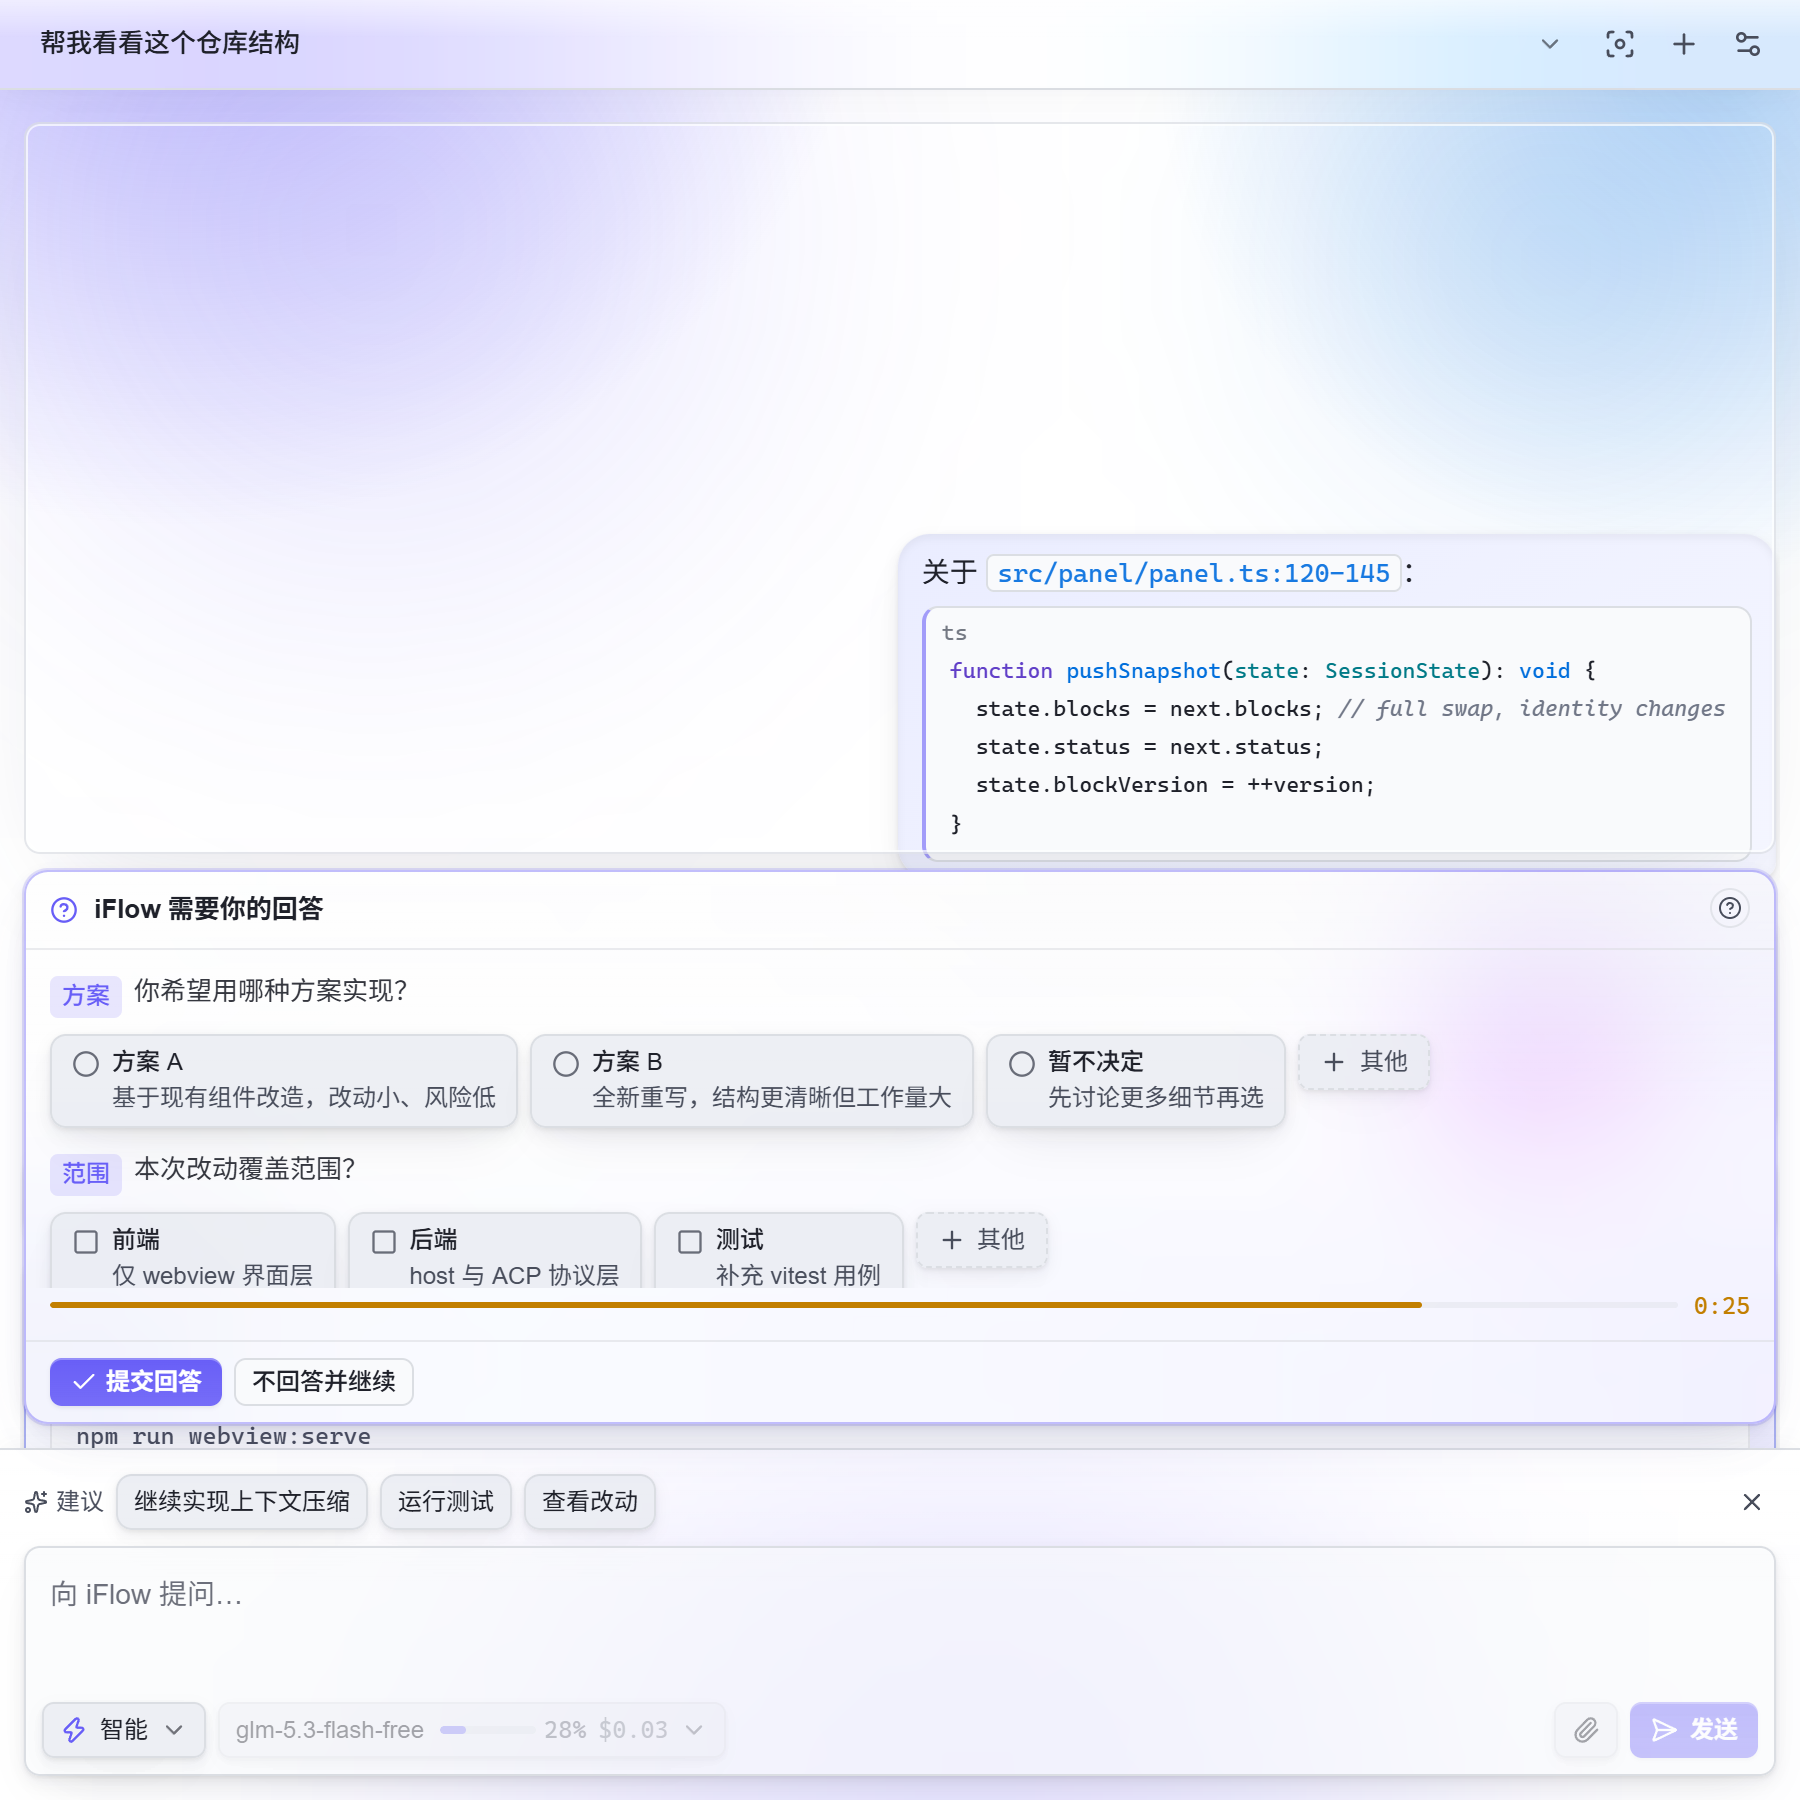 帮我看看这个仓库结构
关于 src/panel/panel.ts:120-145：
ts
function pushSnapshot(state: SessionState): void {
  state.blocks = next.blocks; // full swap, identity changes
  state.status = next.status;
  state.blockVersion = ++version;
}
iFlow 需要你的回答
方案 你希望用哪种方案实现？
方案 A
基于现有组件改造，改动小、风险低
方案 B
全新重写，结构更清晰但工作量大
暂不决定
先讨论更多细节再选
其他
范围 本次改动覆盖范围？
前端
仅 webview 界面层
后端
host 与 ACP 协议层
测试
补充 vitest 用例
其他
0:25
提交回答 不回答并继续
npm run webview:serve
建议 继续实现上下文压缩 运行测试 查看改动
向 iFlow 提问…
智能 glm-5.3-flash-free 28% $0.03 发送